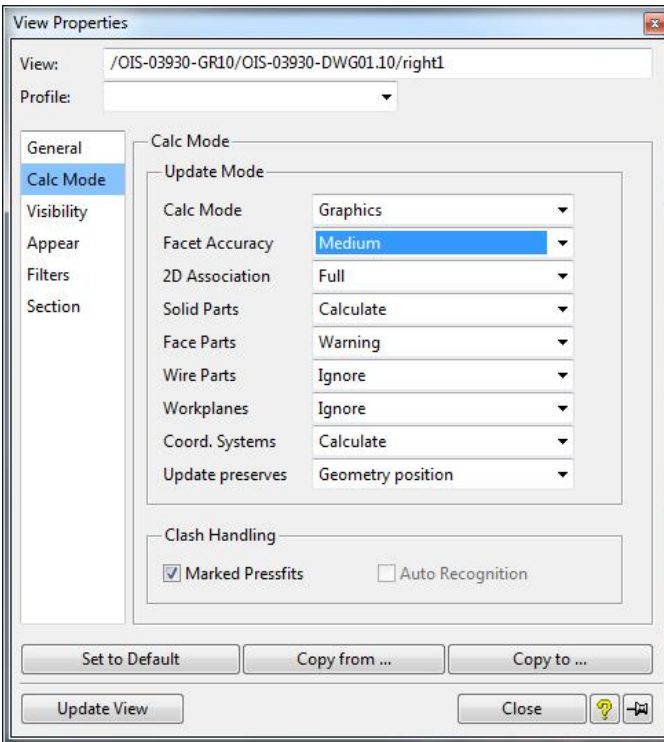 View Properties
View: /OIS-03930-GR10/OIS-03930-DWG01.10/right1
Profile:
General
Calc Mode
Visibility
Appear
Filters
Section
Calc Mode
Update Mode
Calc Mode Graphics
Facet Accuracy Medium
2D Association Full
Solid Parts Calculate
Face Parts Warning
Wire Parts Ignore
Workplanes Ignore
Coord. Systems Calculate
Update preserves Geometry position
Clash Handling
Marked Pressfits Auto Recognition
Set to Default Copy from ... Copy to ...
Update View Close ?